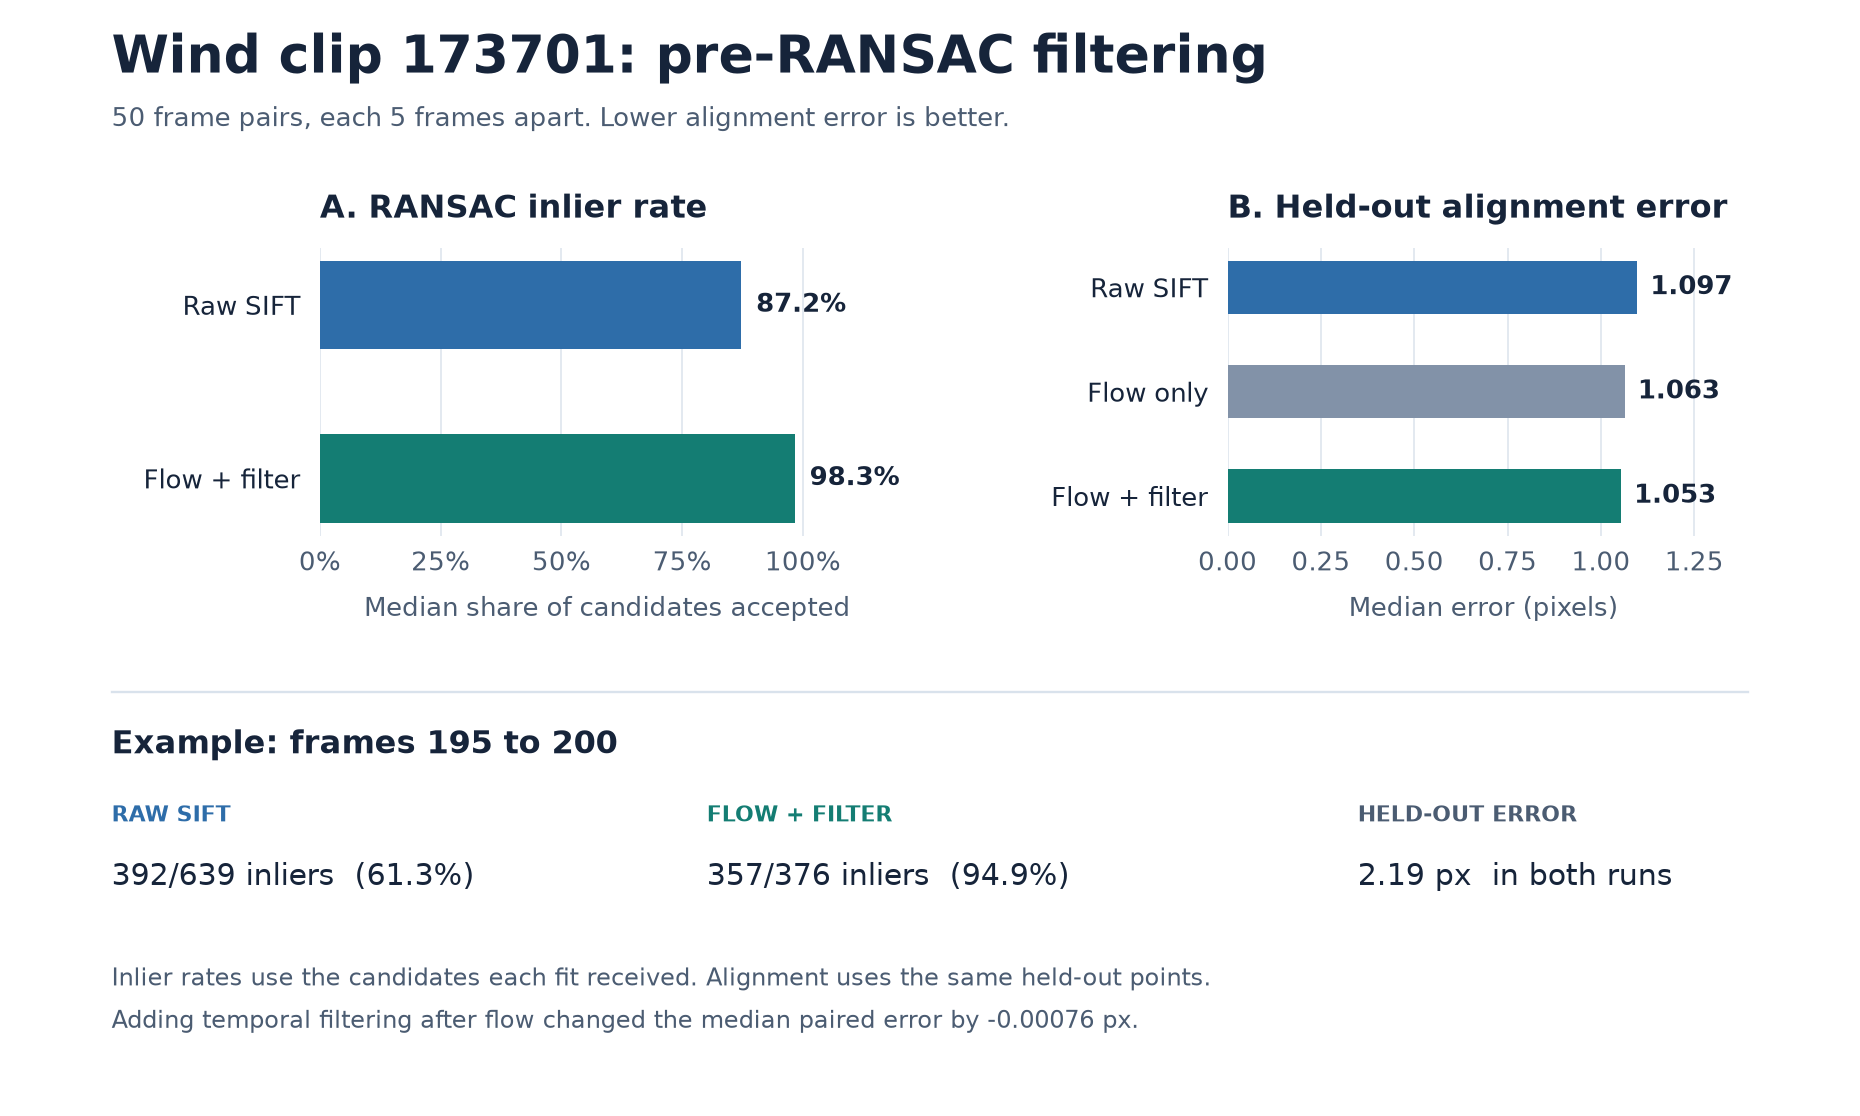 Wind clip 173701: pre-RANSAC filtering
50 frame pairs, each 5 frames apart. Lower alignment error is better.
A. RANSAC inlier rate
Raw SIFT
87.2%
Flow + filter
98.3%
0% 25% 50% 75% 100%
Median share of candidates accepted
B. Held-out alignment error
Raw SIFT
1.097
Flow only
1.063
Flow + filter
1.053
0.00 0.25 0.50 0.75 1.00 1.25
Median error (pixels)
Example: frames 195 to 200
RAW SIFT
392/639 inliers (61.3%)
FLOW + FILTER
357/376 inliers (94.9%)
HELD-OUT ERROR
2.19 px in both runs
Inlier rates use the candidates each fit received. Alignment uses the same held-out points.
Adding temporal filtering after flow changed the median paired error by -0.00076 px.